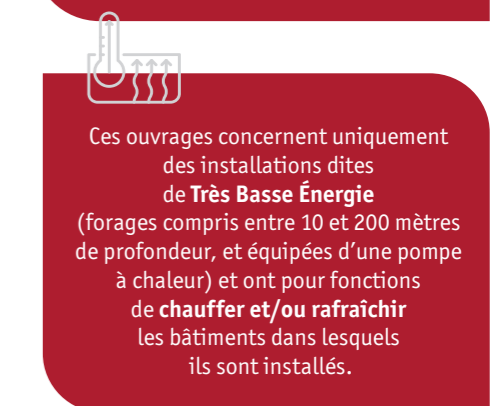 Ces ouvrages concernent uniquement
des installations dites
de Très Basse Énergie
(forages compris entre 10 et 200 mètres
de profondeur, et équipées d’une pompe
à chaleur) et ont pour fonctions
de chauffer et/ou rafraîchir
les bâtiments dans lesquels
ils sont installés.